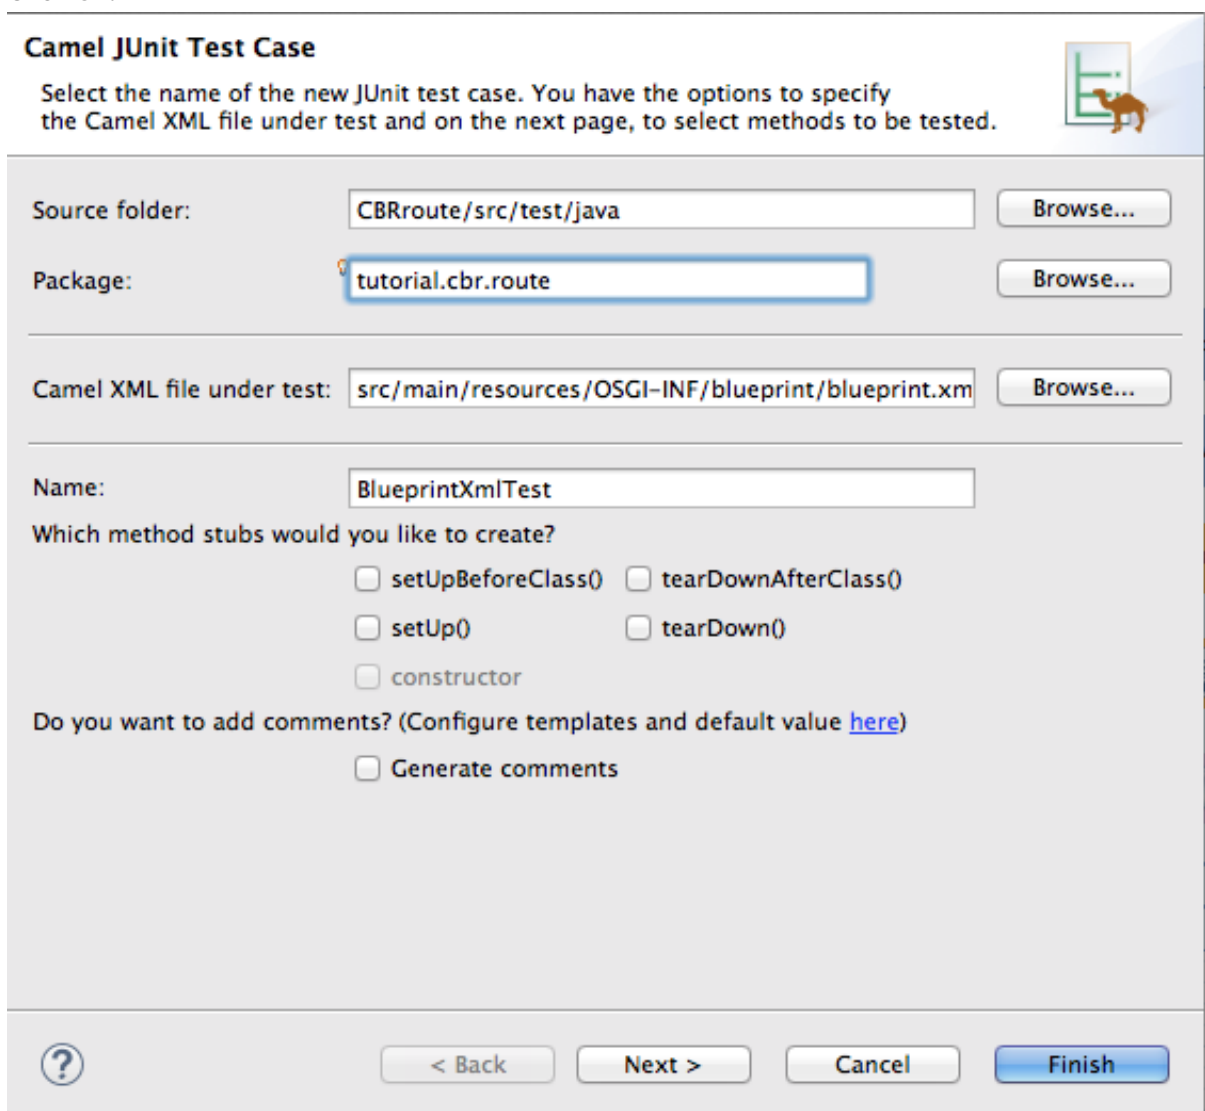 Camel JUnit Test Case
Select the name of the new JUnit test case. You have the options to specify
the Camel XML file under test and on the next page, to select methods to be tested.
Source folder: CBRroute/src/test/java Browse...
Package: tutorial.cbr.route Browse...
Camel XML file under test: src/main/resources/OSGI-INF/blueprint/blueprint.xm Browse...
Name: BlueprintXmlTest
Which method stubs would you like to create?
setUpBeforeClass() tearDownAfterClass()
setUp() tearDown()
constructor
Do you want to add comments? (Configure templates and default value here)
Generate comments
? < Back Next > Cancel Finish